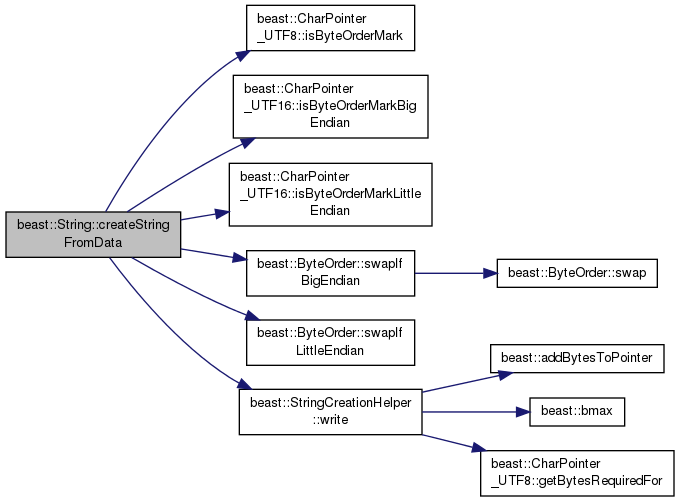 beast::CharPointer
_UTF8::isByteOrderMark
beast::CharPointer
_UTF16::isByteOrderMarkBig
Endian
beast::CharPointer
_UTF16::isByteOrderMarkLittle
Endian
beast::String::createString
FromData
beast::ByteOrder::swapIf
BigEndian
beast::ByteOrder::swap
beast::ByteOrder::swapIf
LittleEndian
beast::addBytesToPointer
beast::StringCreationHelper
::write
beast::bmax
beast::CharPointer
_UTF8::getBytesRequiredFor